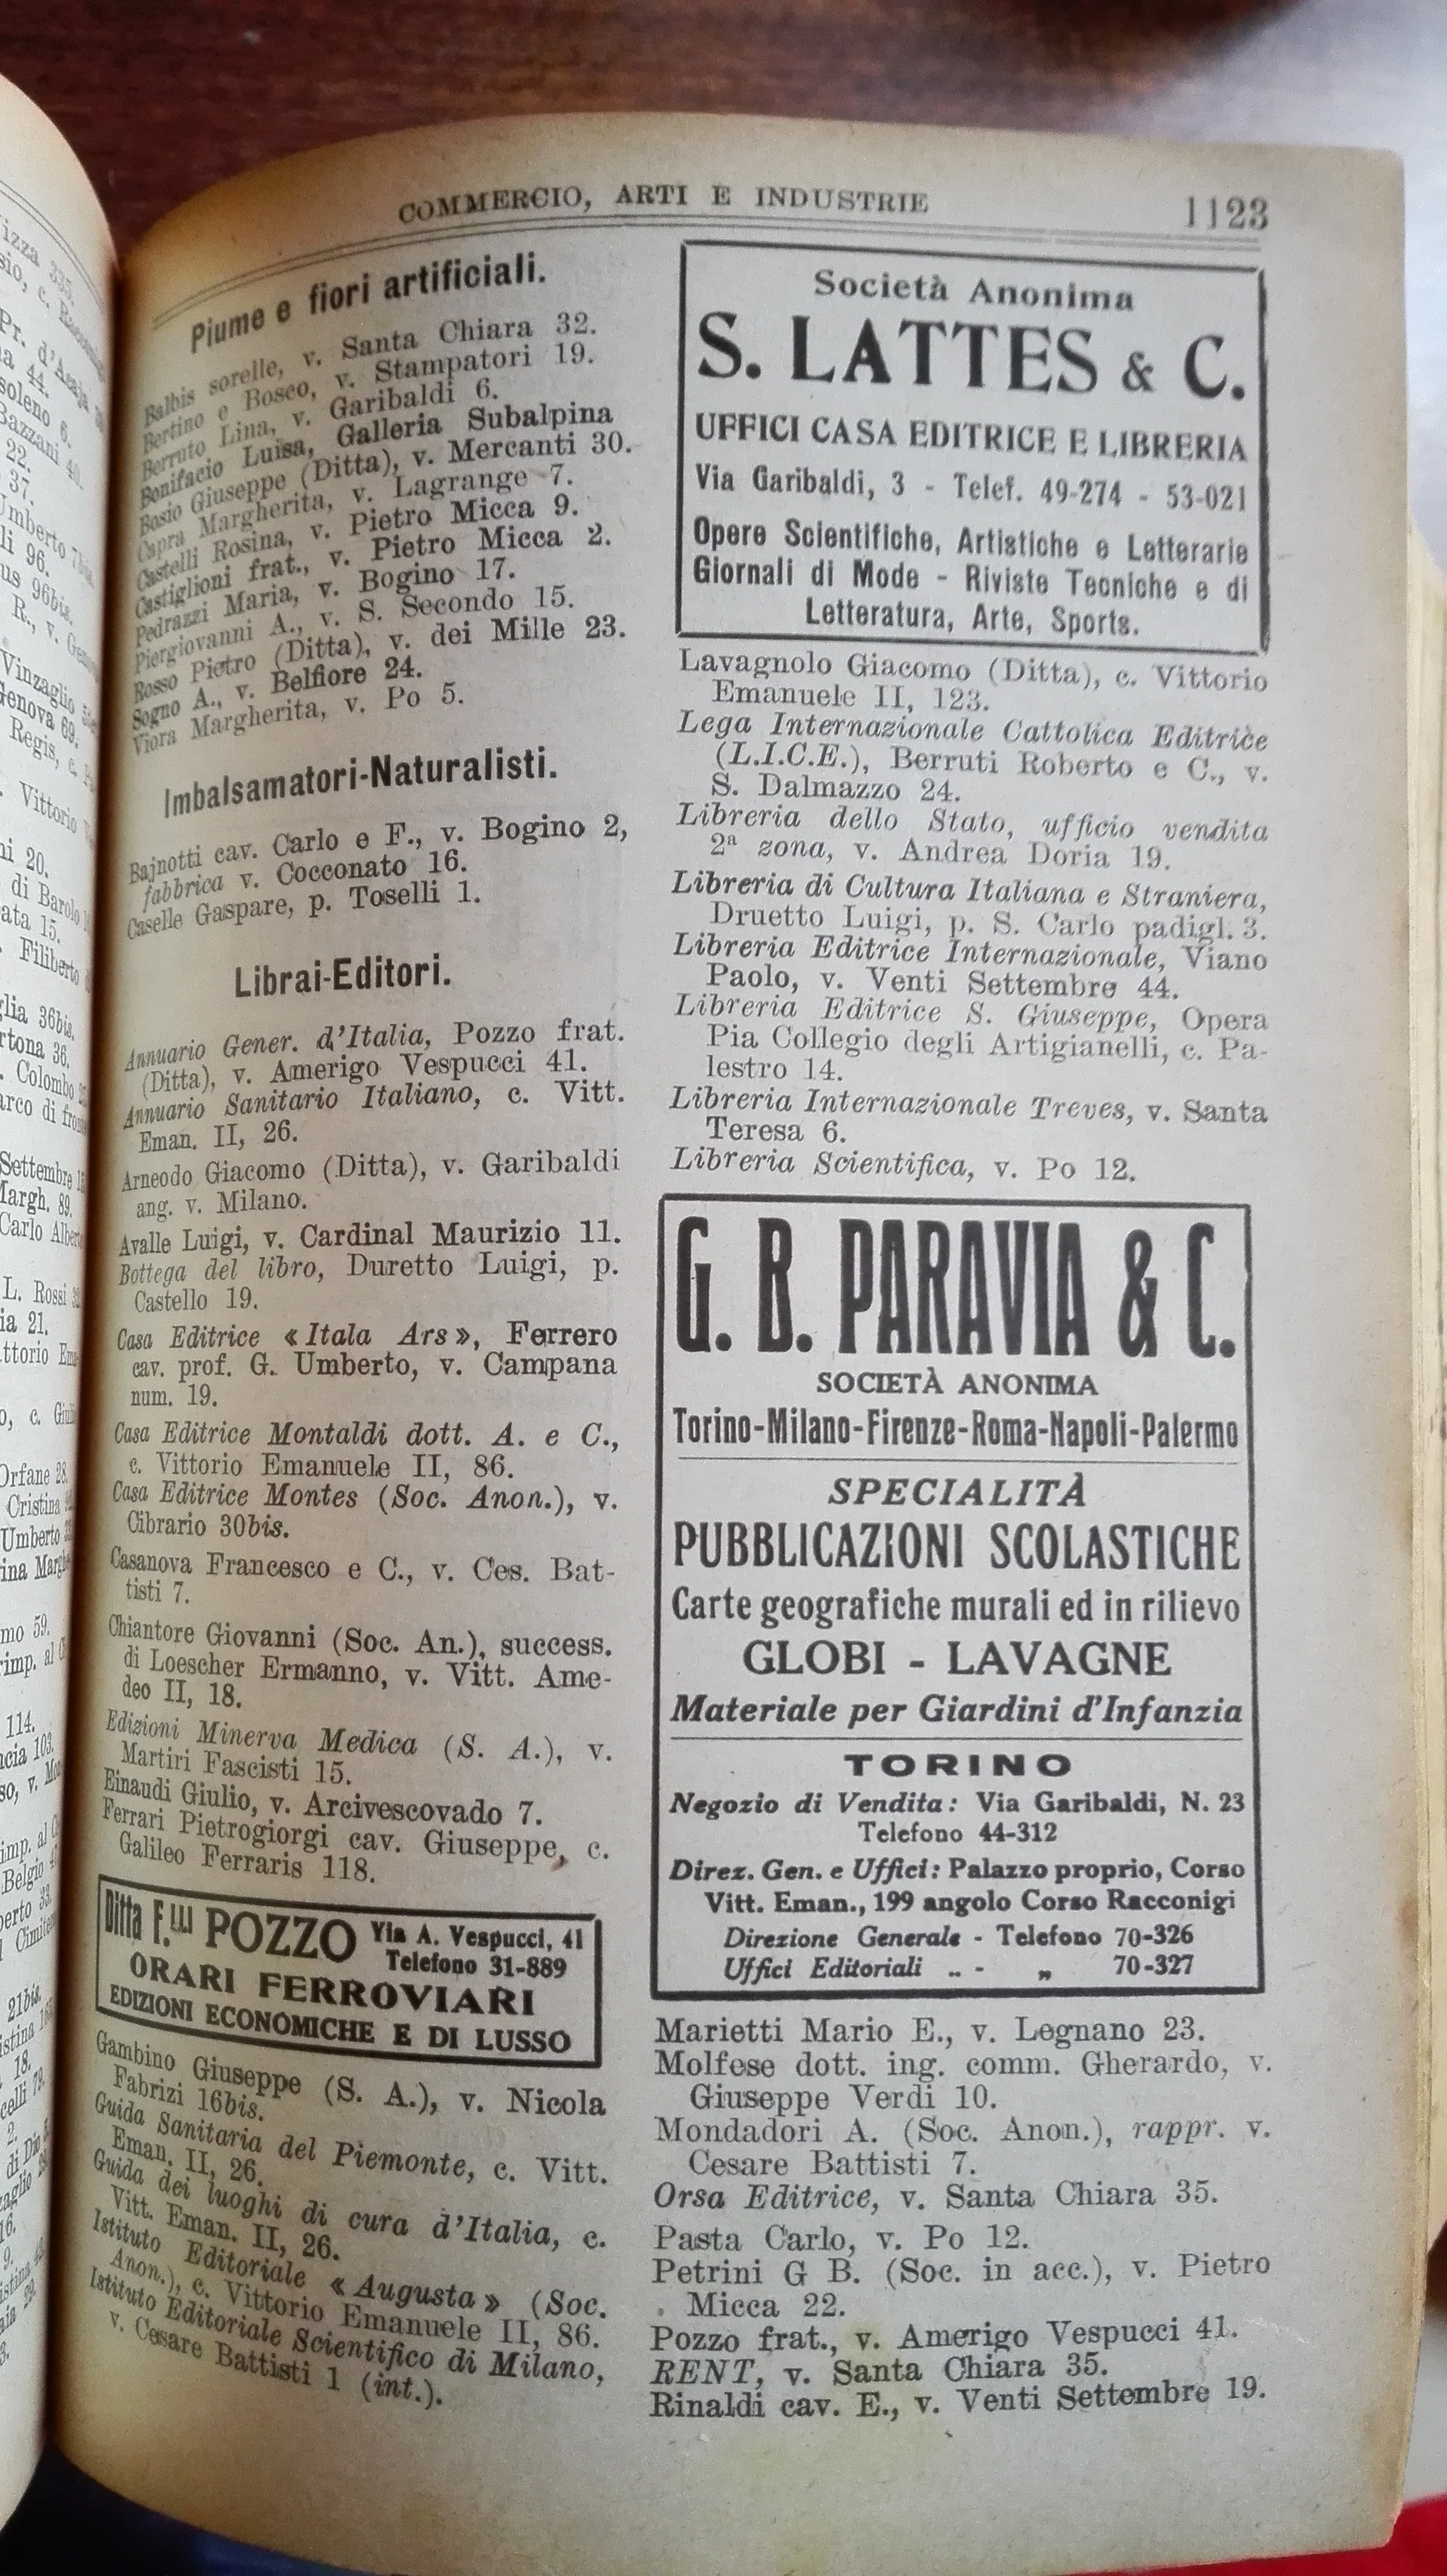 COMMERCIO, ARTI E INDUSTRIE
1123
Piume e fiori artificiali.
Balbis sorelle, v. Santa Chiara 32.
Bertino e Bosco, v. Stampatori 19.
Berruto Lina, v. Garibaldi 6.
Bonifacio Luisa, Galleria Subalpina
Bosio Giuseppe (Ditta), v. Mercanti 30.
Capra Margherita, v. Lagrange 7.
Castelli Rosina, v. Pietro Micca 9.
Castiglioni frat., v. Pietro Micca 2.
Pedrazzi Maria, v. Bogino 17.
Piergiovanni A., v. S. Secondo 15.
Rosso Pietro (Ditta), v. dei Mille 23.
Sogno A., v. Belfiore 24.
Viora Margherita, v. Po 5.
Imbalsamatori-Naturalisti.
Bajnotti cav. Carlo e F., v. Bogino 2,
fabbrica v. Cocconato 16.
Caselle Gaspare, p. Toselli 1.
Librai-Editori.
Annuario Gener. d'Italia, Pozzo frat.
(Ditta), v. Amerigo Vespucci 41.
Annuario Sanitario Italiano, c. Vitt.
Eman. II, 26.
Arneodo Giacomo (Ditta), v. Garibaldi
ang. v. Milano.
Avalle Luigi, v. Cardinal Maurizio 11.
Bottega del libro, Duretto Luigi, p.
Castello 19.
Casa Editrice « Itala Ars », Ferrero
cav. prof. G. Umberto, v. Campana
num. 19.
Casa Editrice Montaldi dott. A. e C.,
c. Vittorio Emanuele II, 86.
Casa Editrice Montes (Soc. Anon.), v.
Cibrario 30bis.
Casanova Francesco e C., v. Ces. Bat-
tisti 7.
Chiantore Giovanni (Soc. An.), success.
di Loescher Ermanno, v. Vitt. Ame-
deo II, 18.
Edizioni Minerva Medica (S. A.), v.
Martiri Fascisti 15.
Einaudi Giulio, v. Arcivescovado 7.
Ferrari Pietrogiorgi cav. Giuseppe, c.
Galileo Ferraris 118.
Ditta F.lli POZZO Via A. Vespucci, 41
Telefono 31-889
ORARI FERROVIARI
EDIZIONI ECONOMICHE E DI LUSSO
Gambino Giuseppe (S. A.), v. Nicola
Fabrizi 16bis.
Guida Sanitaria del Piemonte, c. Vitt.
Eman. II, 26.
Guida dei luoghi di cura d'Italia, c.
Vitt. Eman. II, 26.
Istituto Editoriale « Augusta » (Soc.
Anon.), c. Vittorio Emanuele II, 86.
Istituto Editoriale Scientifico di Milano,
v. Cesare Battisti 1 (int.).
Società Anonima
S. LATTES & C.
UFFICI CASA EDITRICE E LIBRERIA
Via Garibaldi, 3 - Telef. 49-274 - 53-021
Opere Scientifiche, Artistiche e Letterarie
Giornali di Mode - Riviste Tecniche e di
Letteratura, Arte, Sports.
Lavagnolo Giacomo (Ditta), c. Vittorio
Emanuele II, 123.
Lega Internazionale Cattolica Editrice
(L.I.C.E.), Berruti Roberto e C., v.
S. Dalmazzo 24.
Libreria dello Stato, ufficio vendita
2ª zona, v. Andrea Doria 19.
Libreria di Cultura Italiana e Straniera,
Druetto Luigi, p. S. Carlo padigl. 3.
Libreria Editrice Internazionale, Viano
Paolo, v. Venti Settembre 44.
Libreria Editrice S. Giuseppe, Opera
Pia Collegio degli Artigianelli, c. Pa-
lestro 14.
Libreria Internazionale Treves, v. Santa
Teresa 6.
Libreria Scientifica, v. Po 12.
G. B. PARAVIA & C.
SOCIETÀ ANONIMA
Torino-Milano-Firenze-Roma-Napoli-Palermo
SPECIALITÀ
PUBBLICAZIONI SCOLASTICHE
Carte geografiche murali ed in rilievo
GLOBI - LAVAGNE
Materiale per Giardini d'Infanzia
TORINO
Negozio di Vendita: Via Garibaldi, N. 23
Telefono 44-312
Direz. Gen. e Uffici: Palazzo proprio, Corso
Vitt. Eman., 199 angolo Corso Racconigi
Direzione Generale - Telefono 70-326
Uffici Editoriali .. - „ 70-327
Marietti Mario E., v. Legnano 23.
Molfese dott. ing. comm. Gherardo, v.
Giuseppe Verdi 10.
Mondadori A. (Soc. Anon.), rappr. v.
Cesare Battisti 7.
Orsa Editrice, v. Santa Chiara 35.
Pasta Carlo, v. Po 12.
Petrini G B. (Soc. in acc.), v. Pietro
Micca 22.
Pozzo frat., v. Amerigo Vespucci 41.
RENT, v. Santa Chiara 35.
Rinaldi cav. E., v. Venti Settembre 19.